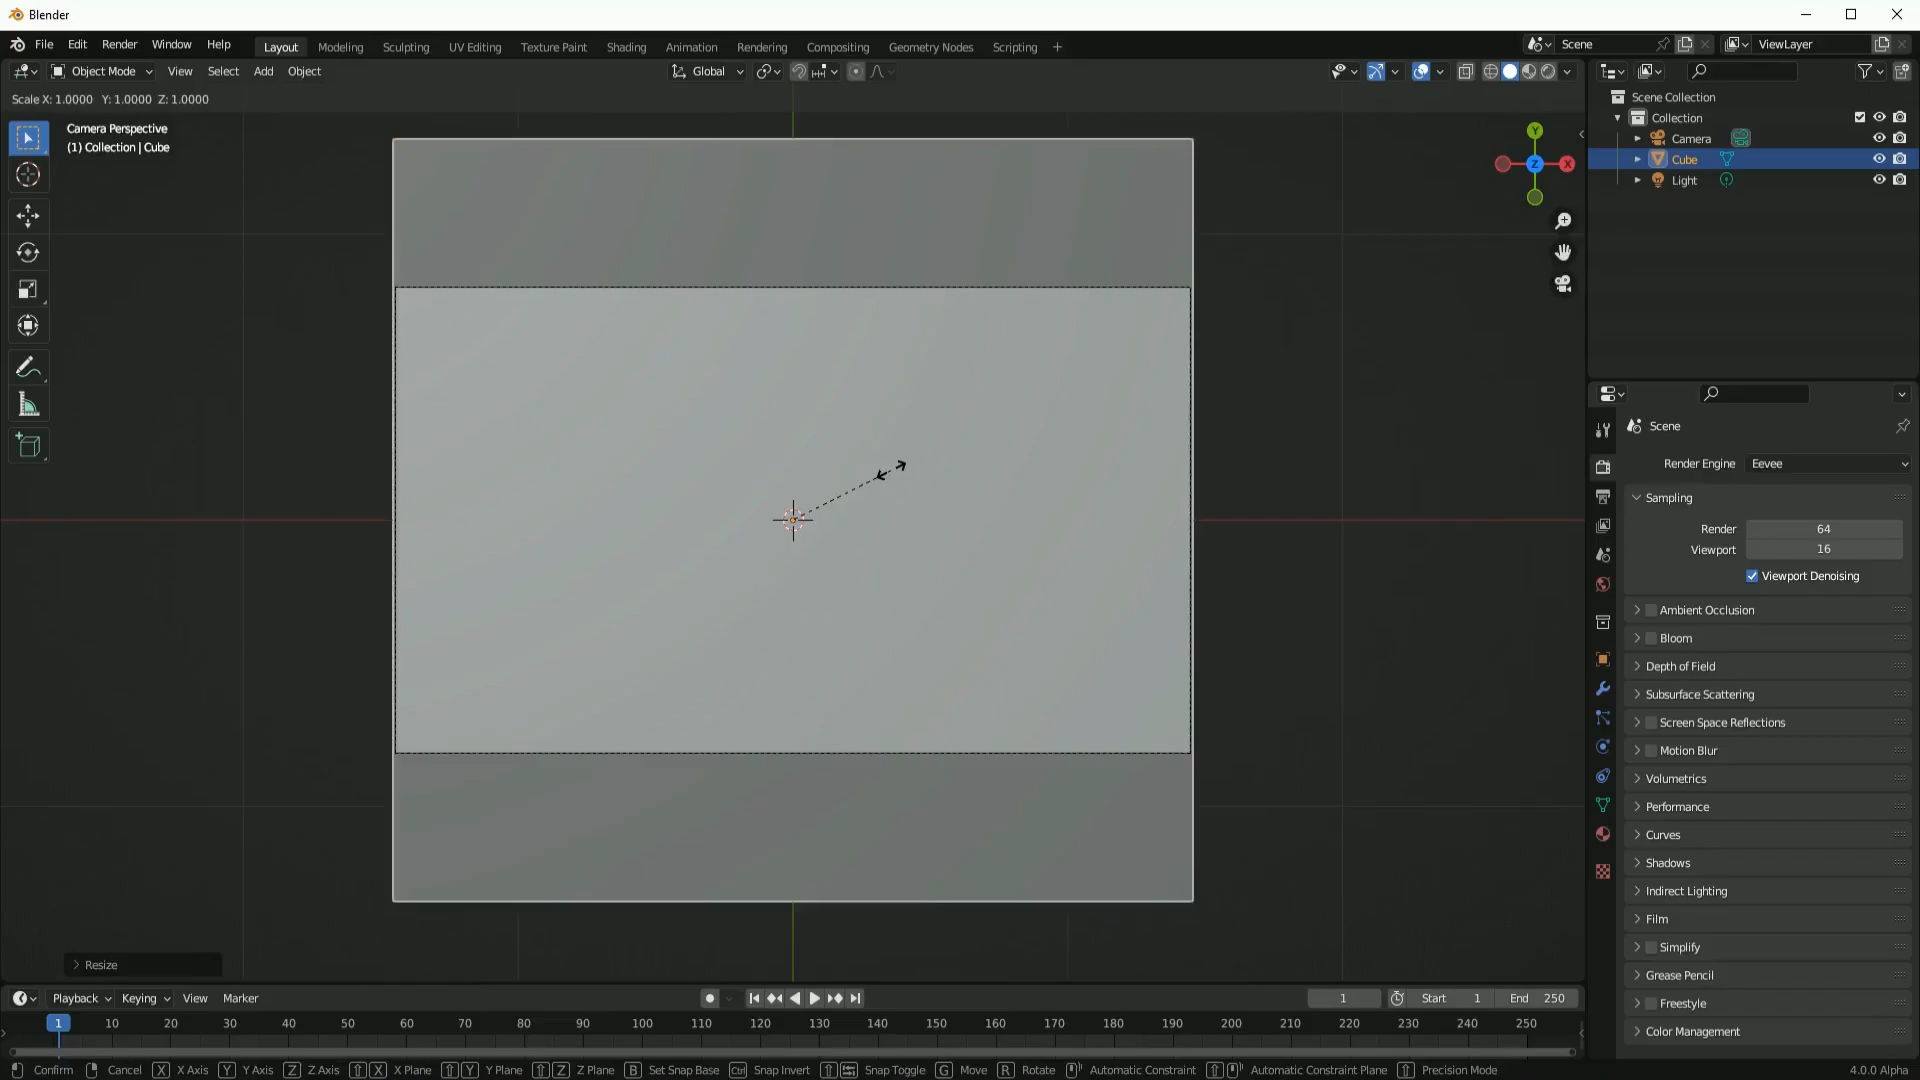 Blender
File Edit Render Window Help Layout Modeling Sculpting UV Editing Texture Paint Shading Animation Rendering Compositing Geometry Nodes Scripting + Scene ViewLayer
Object Mode View Select Add Object Global
Scale X: 1.0000 Y: 1.0000 Z: 1.0000
Camera Perspective
(1) Collection | Cube
Y
X
Z
Scene Collection
Collection
Camera
Cube
Light
Scene
Render Engine Eevee
Sampling
Render 64
Viewport 16
Viewport Denoising
Ambient Occlusion
Bloom
Depth of Field
Subsurface Scattering
Screen Space Reflections
Motion Blur
Volumetrics
Performance
Curves
Shadows
Indirect Lighting
Film
Simplify
Grease Pencil
Freestyle
Color Management
Resize
Playback Keying View Marker 1 Start 1 End 250
1 10 20 30 40 50 60 70 80 90 100 110 120 130 140 150 160 170 180 190 200 210 220 230 240 250
Confirm Cancel X X Axis Y Y Axis Z Z Axis X X Plane Y Y Plane Z Z Plane B Set Snap Base Ctrl Snap Invert Snap Toggle G Move R Rotate Automatic Constraint Automatic Constraint Plane Precision Mode 4.0.0 Alpha